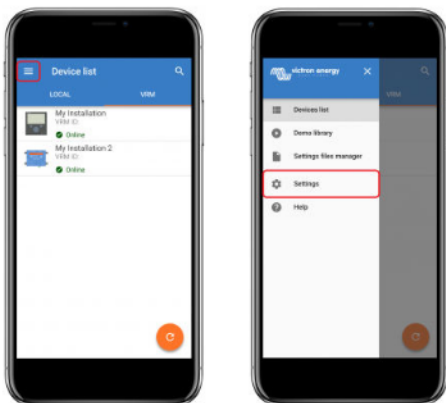 Device list
LOCAL VRM
My Installation
VRM ID:
Online
My Installation 2
VRM ID:
Online
victron energy
VRM
Devices list
Demo library
Settings files manager
Settings
Help